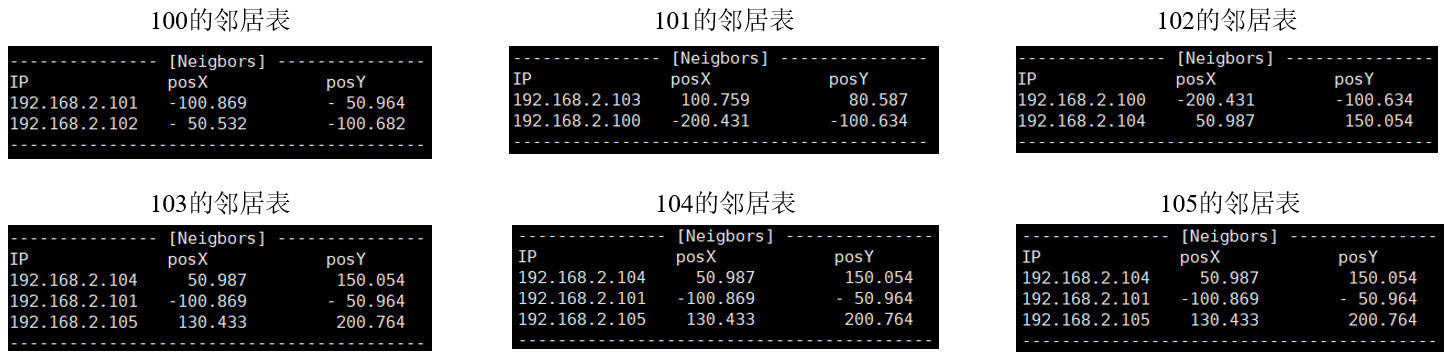 100的邻居表
--------------- [Neigbors] ---------------
IP posX posY
192.168.2.101 -100.869 - 50.964
192.168.2.102 - 50.532 -100.682
------------------------------------------
101的邻居表
--------------- [Neigbors] ---------------
IP posX posY
192.168.2.103 100.759 80.587
192.168.2.100 -200.431 -100.634
------------------------------------------
102的邻居表
--------------- [Neigbors] ---------------
IP posX posY
192.168.2.100 -200.431 -100.634
192.168.2.104 50.987 150.054
------------------------------------------
103的邻居表
--------------- [Neigbors] ---------------
IP posX posY
192.168.2.104 50.987 150.054
192.168.2.101 -100.869 - 50.964
192.168.2.105 130.433 200.764
------------------------------------------
104的邻居表
--------------- [Neigbors] ---------------
IP posX posY
192.168.2.104 50.987 150.054
192.168.2.101 -100.869 - 50.964
192.168.2.105 130.433 200.764
------------------------------------------
105的邻居表
--------------- [Neigbors] ---------------
IP posX posY
192.168.2.104 50.987 150.054
192.168.2.101 -100.869 - 50.964
192.168.2.105 130.433 200.764
------------------------------------------